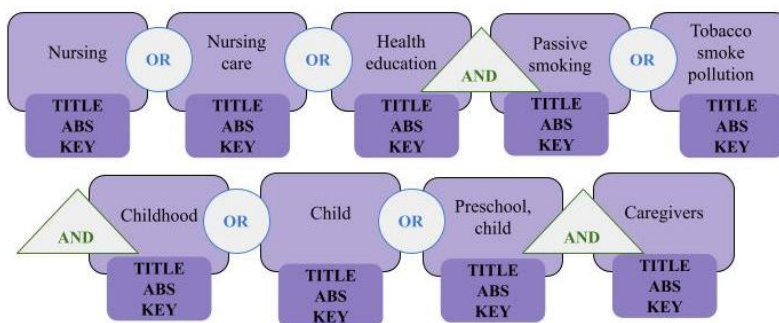 Nursing
OR
Nursing
care
OR
Health
education
AND
Passive
smoking
OR
Tobacco
smoke
pollution
TITLE
ABS
KEY
TITLE
ABS
KEY
TITLE
ABS
KEY
TITLE
ABS
KEY
TITLE
ABS
KEY
AND
Childhood
OR
Child
OR
Preschool,
child
AND
Caregivers
TITLE
ABS
KEY
TITLE
ABS
KEY
TITLE
ABS
KEY
TITLE
ABS
KEY